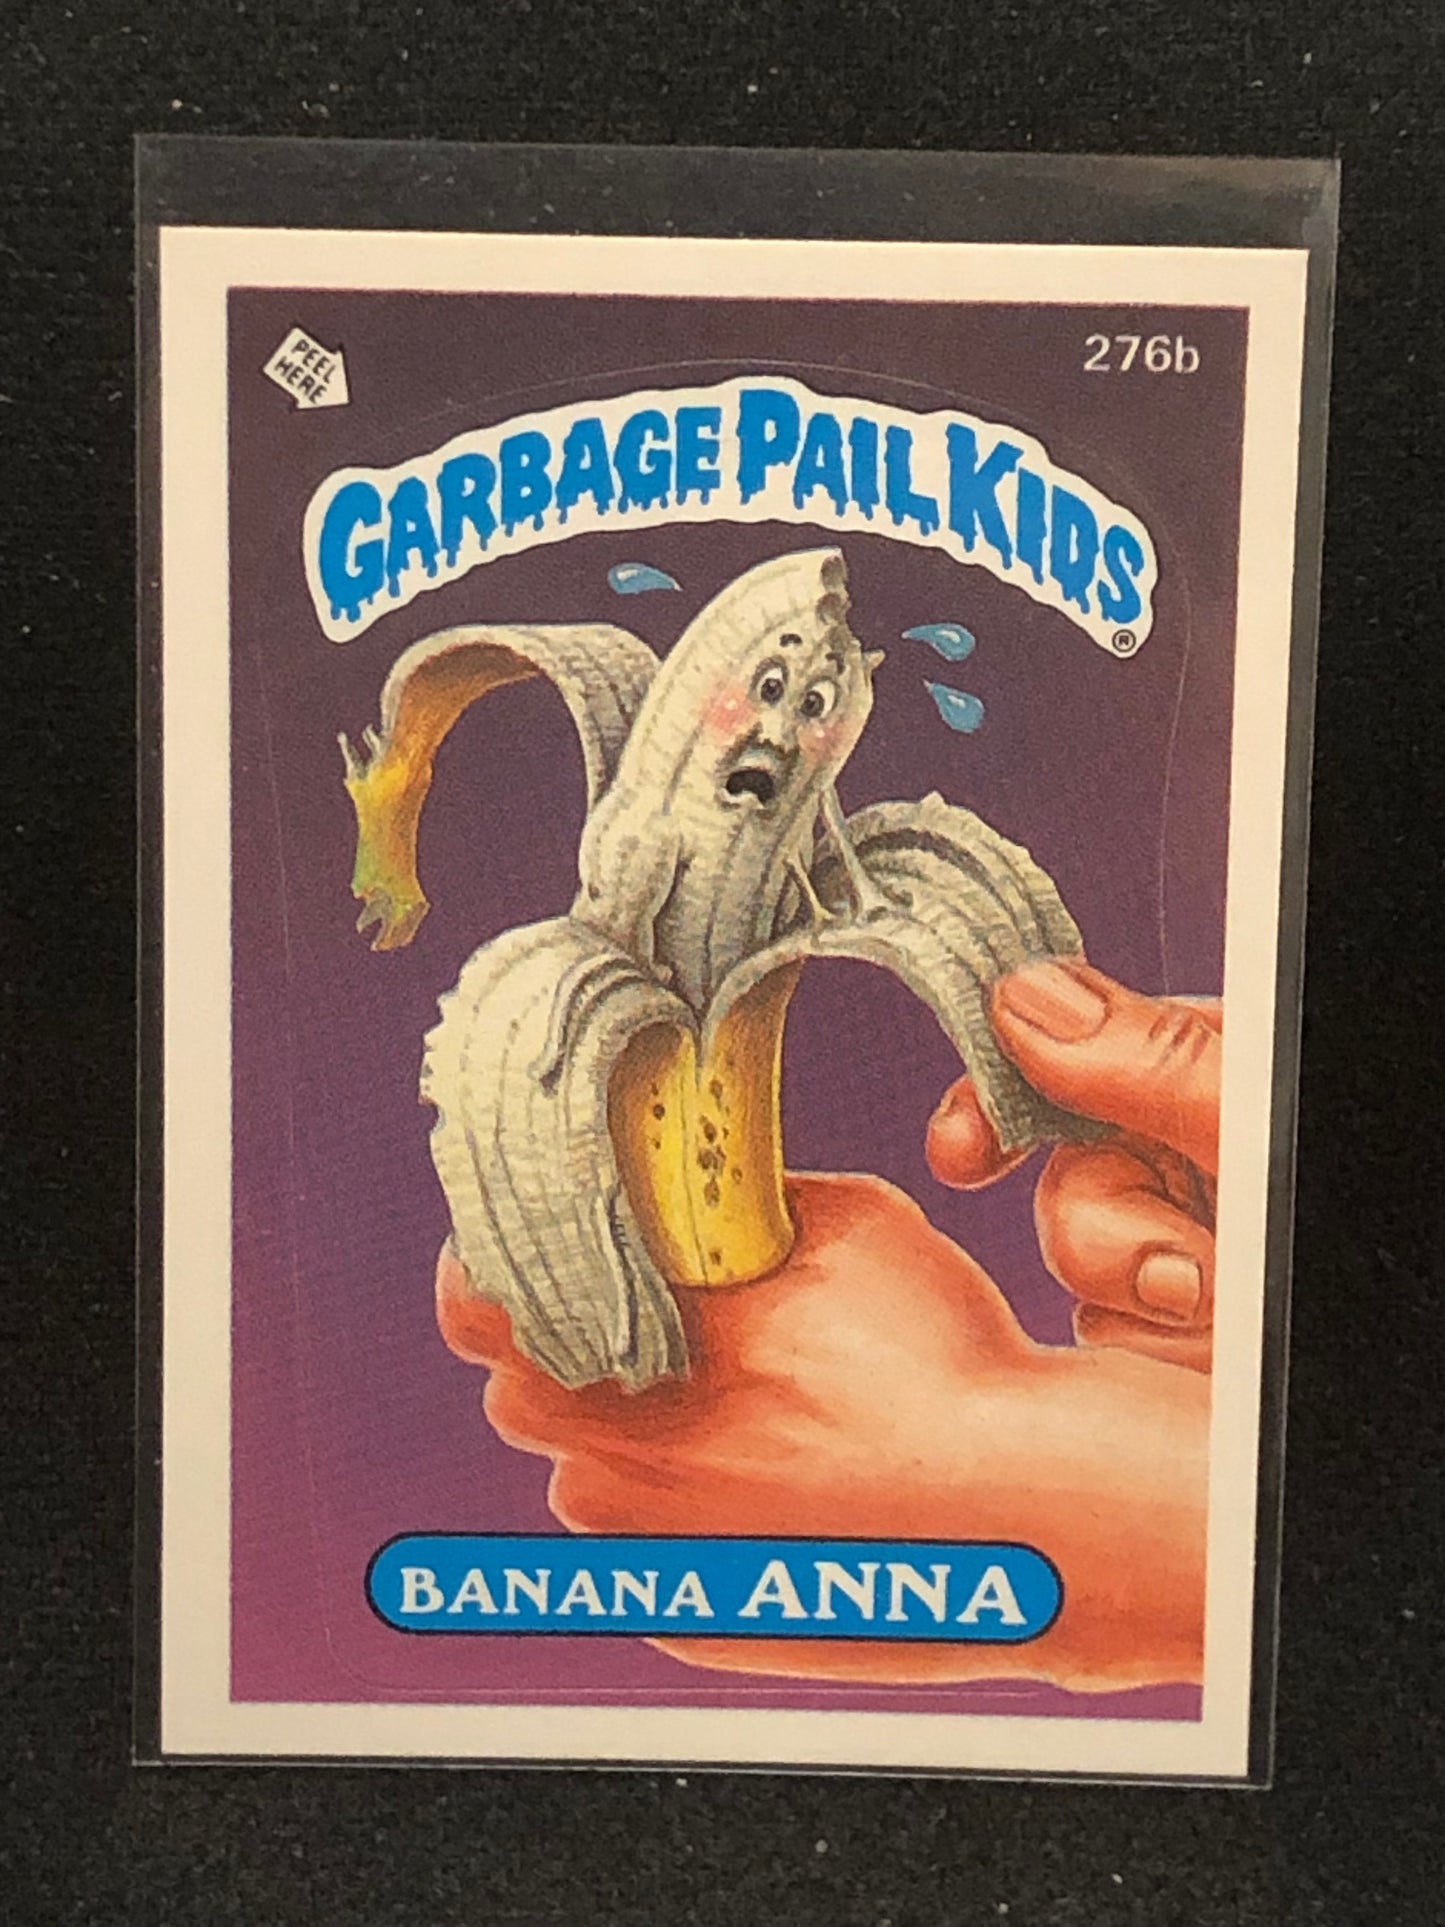 PEEL
HERE
276b
GARBAGE PAIL KIDS
®
BANANA ANNA